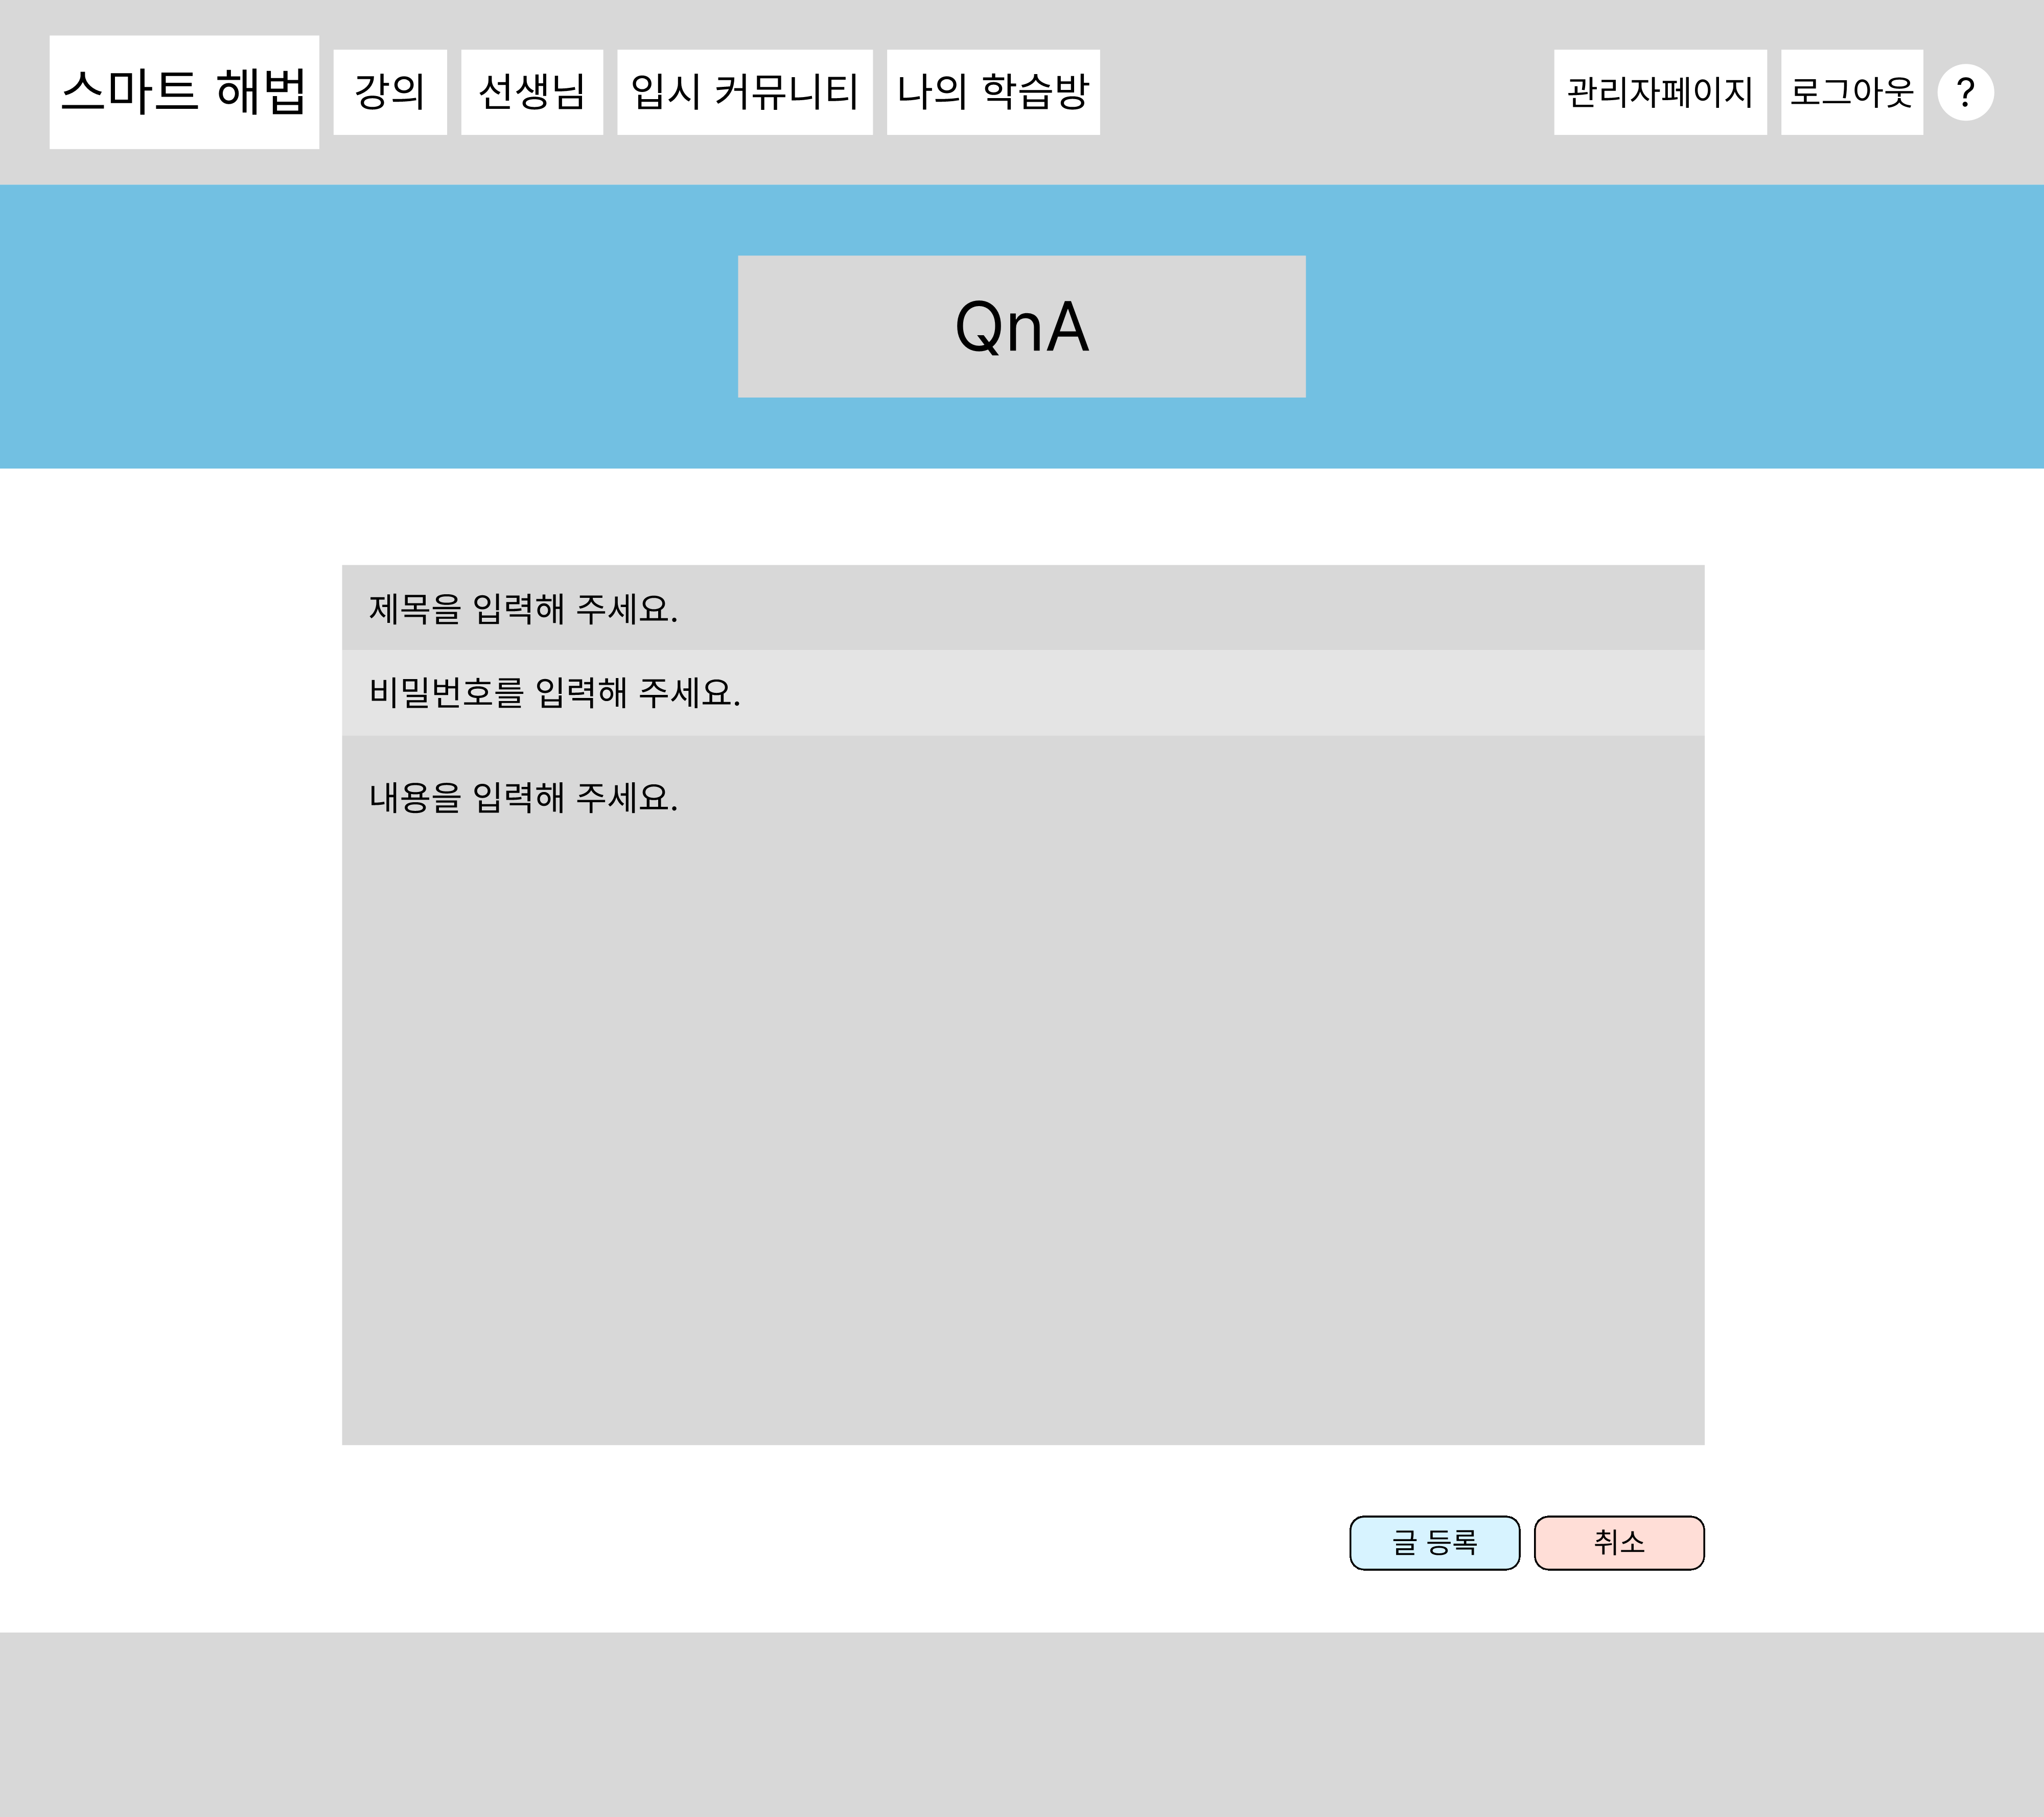 스마트 해법
강의
선생님
입시 커뮤니티
나의 학습방
관리자페이지
로그아웃
?
QnA
제목을 입력해 주세요.
비밀번호를 입력해 주세요.
내용을 입력해 주세요.
글 등록
취소